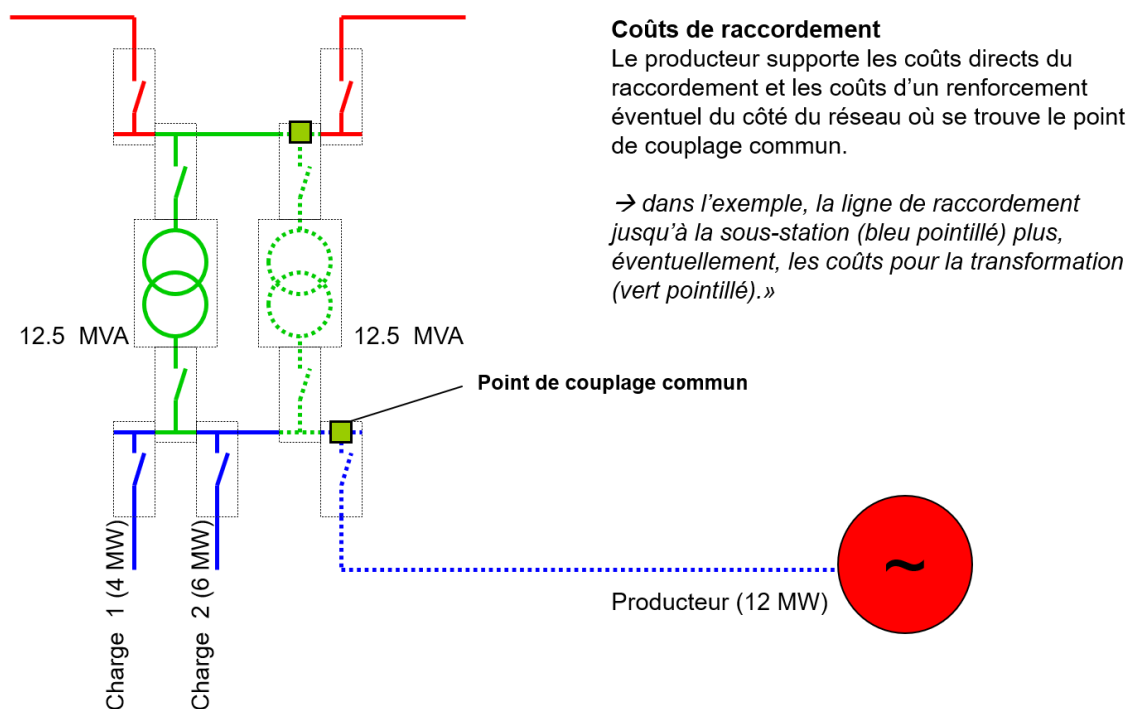 Coûts de raccordement
Le producteur supporte les coûts directs du
raccordement et les coûts d’un renforcement
éventuel du côté du réseau où se trouve le point
de couplage commun.
→ dans l’exemple, la ligne de raccordement
jusqu’à la sous-station (bleu pointillé) plus,
éventuellement, les coûts pour la transformation
(vert pointillé).»
12.5 MVA
12.5 MVA
Point de couplage commun
Charge 1 (4 MW)
Charge 2 (6 MW)
~
Producteur (12 MW)